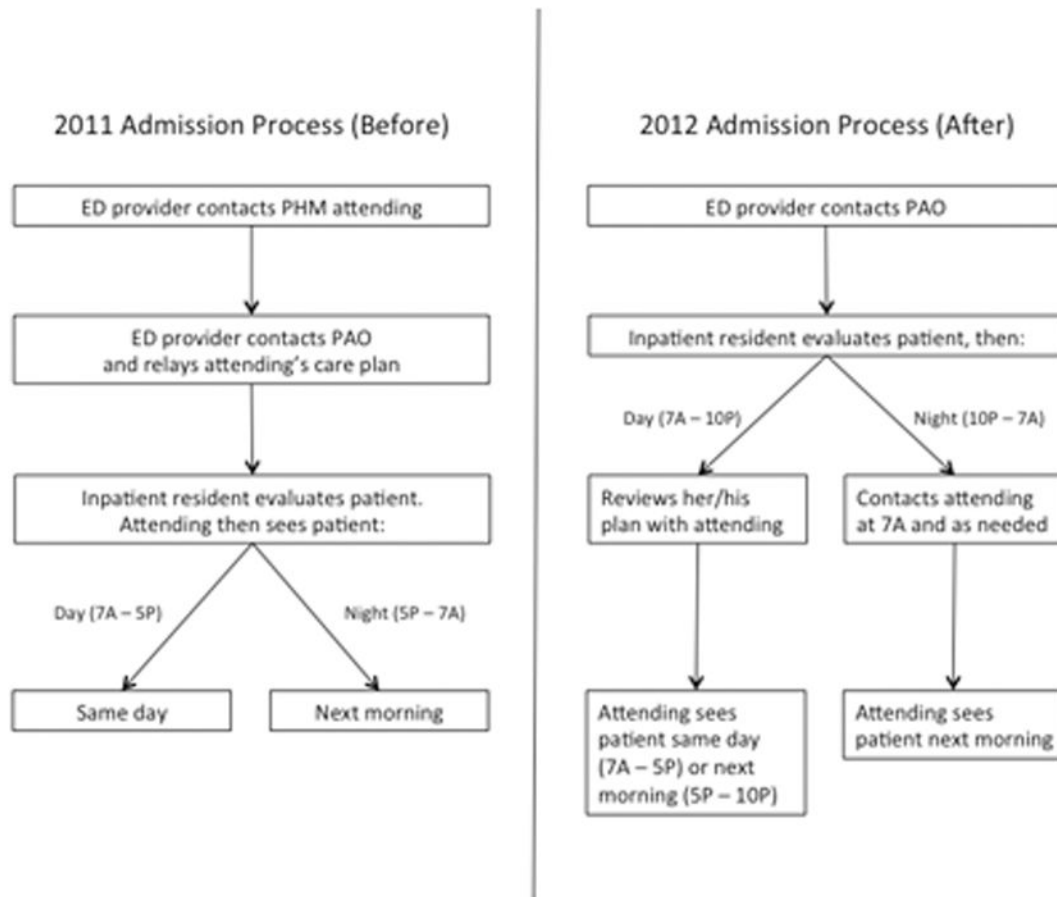 2011 Admission Process (Before)
ED provider contacts PHM attending
ED provider contacts PAO
and relays attending's care plan
Inpatient resident evaluates patient.
Attending then sees patient:
Day (7A – 5P)
Night (5P – 7A)
Same day
Next morning
2012 Admission Process (After)
ED provider contacts PAO
Inpatient resident evaluates patient, then:
Day (7A – 10P)
Night (10P – 7A)
Reviews her/his
plan with attending
Contacts attending
at 7A and as needed
Attending sees
patient same day
(7A – 5P) or next
morning (5P – 10P)
Attending sees
patient next morning